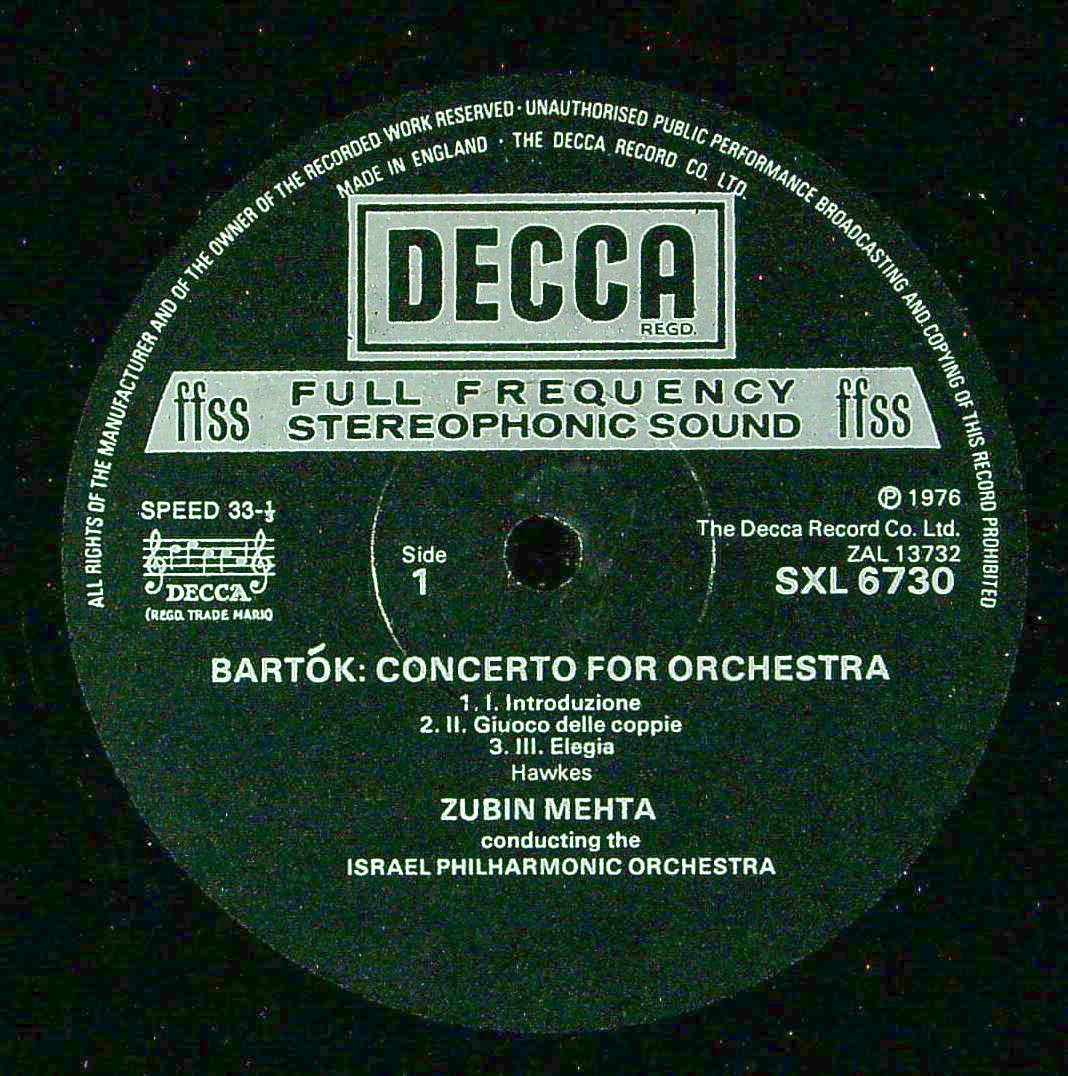 ALL RIGHTS OF THE MANUFACTURER AND OF THE OWNER OF THE RECORDED WORK RESERVED · UNAUTHORISED PUBLIC PERFORMANCE BROADCASTING AND COPYING OF THIS RECORD PROHIBITED
MADE IN ENGLAND · THE DECCA RECORD CO. LTD.
DECCA
REGD.
ffss FULL FREQUENCY STEREOPHONIC SOUND ffss
SPEED 33-⅓
DECCA
(REGD. TRADE MARK)
Side
1
℗ 1976
The Decca Record Co. Ltd.
ZAL 13732
SXL 6730
BARTÓK: CONCERTO FOR ORCHESTRA
1. I. Introduzione
2. II. Giuoco delle coppie
3. III. Elegia
Hawkes
ZUBIN MEHTA
conducting the
ISRAEL PHILHARMONIC ORCHESTRA